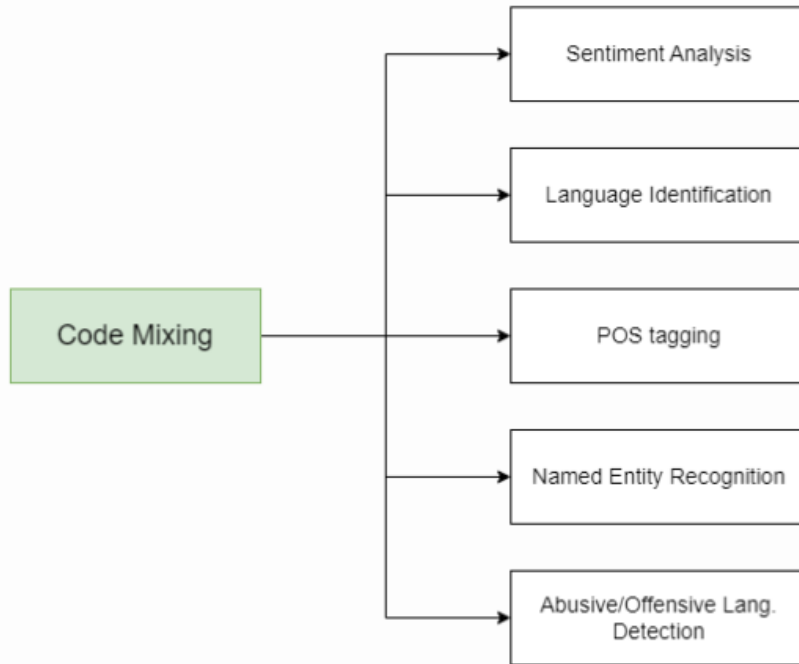 Sentiment Analysis
Language Identification
Code Mixing
POS tagging
Named Entity Recognition
Abusive/Offensive Lang.
Detection